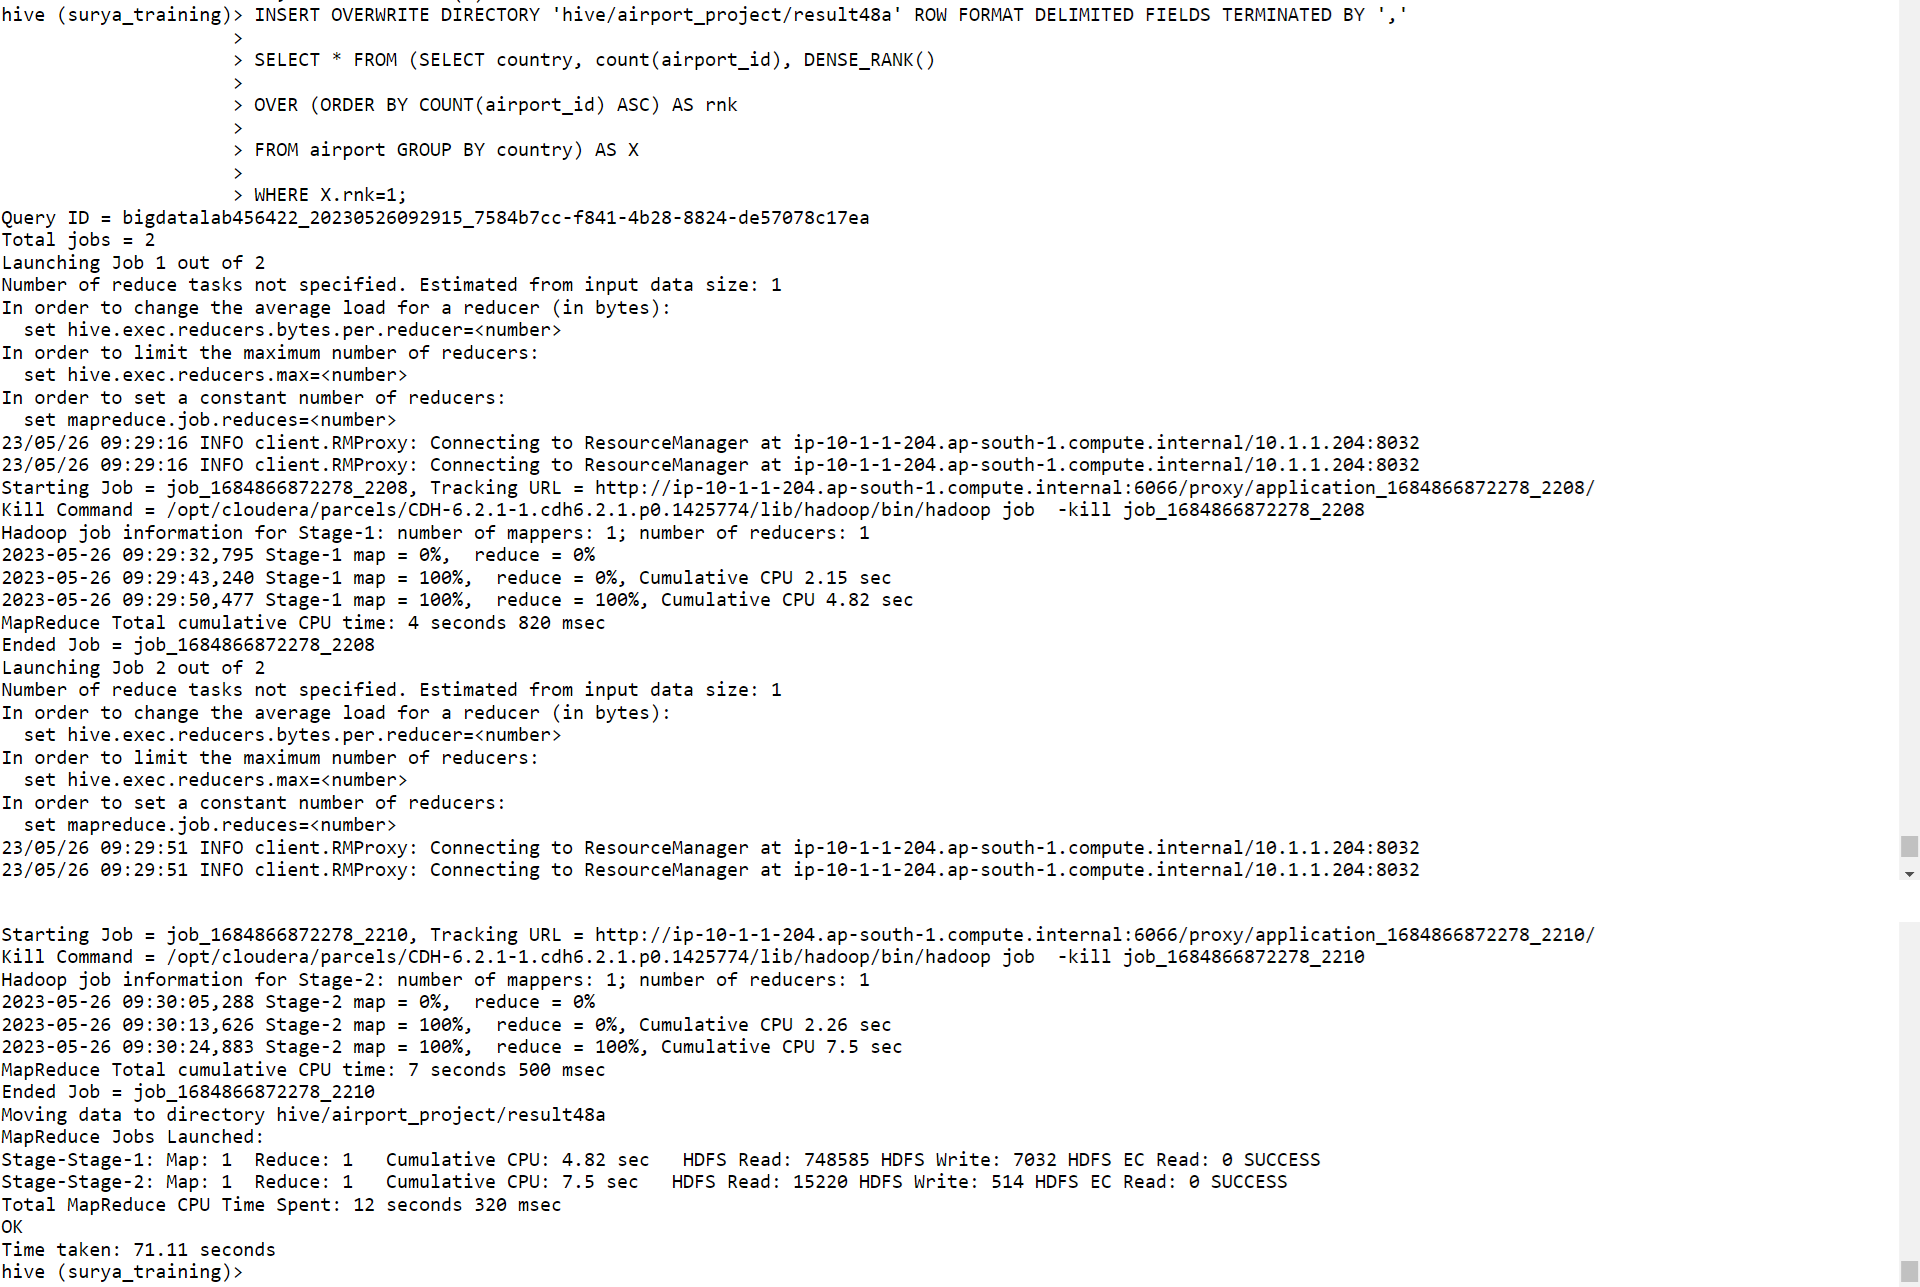 hive (surya_training)> INSERT OVERWRITE DIRECTORY 'hive/airport_project/result48a' ROW FORMAT DELIMITED FIELDS TERMINATED BY ','
>
> SELECT * FROM (SELECT country, count(airport_id), DENSE_RANK()
>
> OVER (ORDER BY COUNT(airport_id) ASC) AS rnk
>
> FROM airport GROUP BY country) AS X
>
> WHERE X.rnk=1;
Query ID = bigdatalab456422_20230526092915_7584b7cc-f841-4b28-8824-de57078c17ea
Total jobs = 2
Launching Job 1 out of 2
Number of reduce tasks not specified. Estimated from input data size: 1
In order to change the average load for a reducer (in bytes):
  set hive.exec.reducers.bytes.per.reducer=<number>
In order to limit the maximum number of reducers:
  set hive.exec.reducers.max=<number>
In order to set a constant number of reducers:
  set mapreduce.job.reduces=<number>
23/05/26 09:29:16 INFO client.RMProxy: Connecting to ResourceManager at ip-10-1-1-204.ap-south-1.compute.internal/10.1.1.204:8032
23/05/26 09:29:16 INFO client.RMProxy: Connecting to ResourceManager at ip-10-1-1-204.ap-south-1.compute.internal/10.1.1.204:8032
Starting Job = job_1684866872278_2208, Tracking URL = http://ip-10-1-1-204.ap-south-1.compute.internal:6066/proxy/application_1684866872278_2208/
Kill Command = /opt/cloudera/parcels/CDH-6.2.1-1.cdh6.2.1.p0.1425774/lib/hadoop/bin/hadoop job  -kill job_1684866872278_2208
Hadoop job information for Stage-1: number of mappers: 1; number of reducers: 1
2023-05-26 09:29:32,795 Stage-1 map = 0%,  reduce = 0%
2023-05-26 09:29:43,240 Stage-1 map = 100%,  reduce = 0%, Cumulative CPU 2.15 sec
2023-05-26 09:29:50,477 Stage-1 map = 100%,  reduce = 100%, Cumulative CPU 4.82 sec
MapReduce Total cumulative CPU time: 4 seconds 820 msec
Ended Job = job_1684866872278_2208
Launching Job 2 out of 2
Number of reduce tasks not specified. Estimated from input data size: 1
In order to change the average load for a reducer (in bytes):
  set hive.exec.reducers.bytes.per.reducer=<number>
In order to limit the maximum number of reducers:
  set hive.exec.reducers.max=<number>
In order to set a constant number of reducers:
  set mapreduce.job.reduces=<number>
23/05/26 09:29:51 INFO client.RMProxy: Connecting to ResourceManager at ip-10-1-1-204.ap-south-1.compute.internal/10.1.1.204:8032
23/05/26 09:29:51 INFO client.RMProxy: Connecting to ResourceManager at ip-10-1-1-204.ap-south-1.compute.internal/10.1.1.204:8032
Starting Job = job_1684866872278_2210, Tracking URL = http://ip-10-1-1-204.ap-south-1.compute.internal:6066/proxy/application_1684866872278_2210/
Kill Command = /opt/cloudera/parcels/CDH-6.2.1-1.cdh6.2.1.p0.1425774/lib/hadoop/bin/hadoop job  -kill job_1684866872278_2210
Hadoop job information for Stage-2: number of mappers: 1; number of reducers: 1
2023-05-26 09:30:05,288 Stage-2 map = 0%,  reduce = 0%
2023-05-26 09:30:13,626 Stage-2 map = 100%,  reduce = 0%, Cumulative CPU 2.26 sec
2023-05-26 09:30:24,883 Stage-2 map = 100%,  reduce = 100%, Cumulative CPU 7.5 sec
MapReduce Total cumulative CPU time: 7 seconds 500 msec
Ended Job = job_1684866872278_2210
Moving data to directory hive/airport_project/result48a
MapReduce Jobs Launched:
Stage-Stage-1: Map: 1  Reduce: 1   Cumulative CPU: 4.82 sec   HDFS Read: 748585 HDFS Write: 7032 HDFS EC Read: 0 SUCCESS
Stage-Stage-2: Map: 1  Reduce: 1   Cumulative CPU: 7.5 sec   HDFS Read: 15220 HDFS Write: 514 HDFS EC Read: 0 SUCCESS
Total MapReduce CPU Time Spent: 12 seconds 320 msec
OK
Time taken: 71.11 seconds
hive (surya_training)>